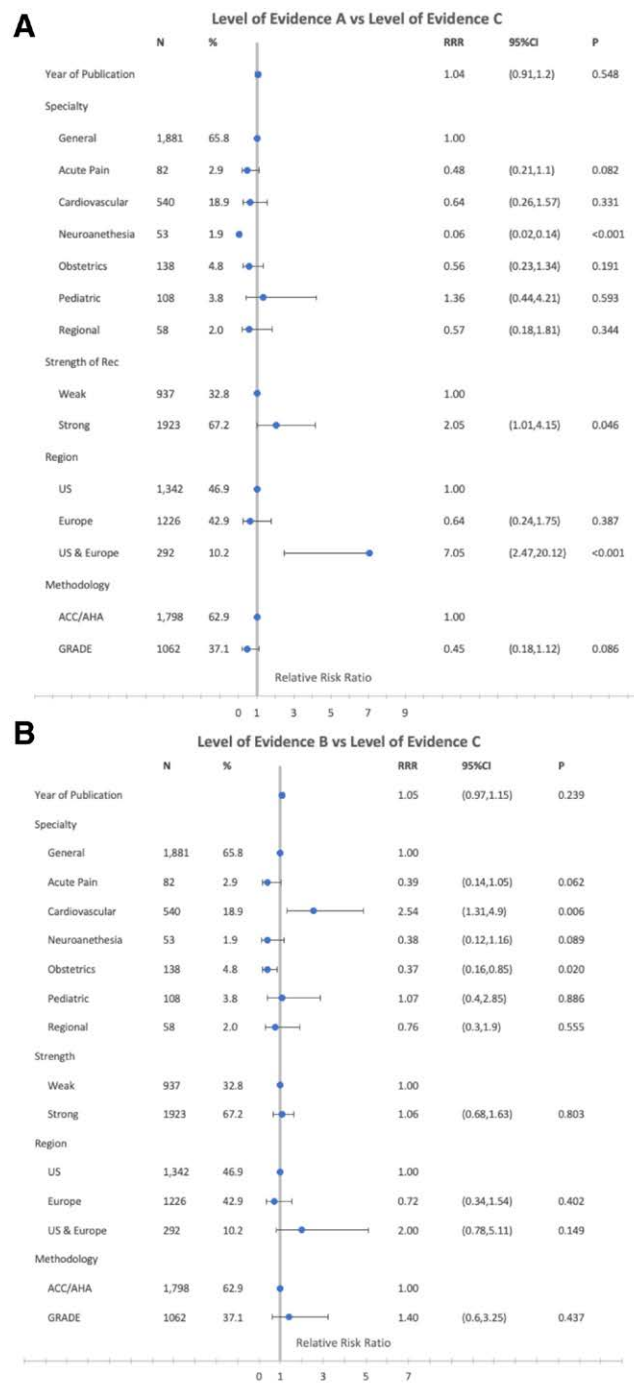 A
Level of Evidence A vs Level of Evidence C
N % RRR 95%CI P
Year of Publication 1.04 (0.91,1.2) 0.548
Specialty
General 1,881 65.8 1.00
Acute Pain 82 2.9 0.48 (0.21,1.1) 0.082
Cardiovascular 540 18.9 0.64 (0.26,1.57) 0.331
Neuroanethesia 53 1.9 0.06 (0.02,0.14) <0.001
Obstetrics 138 4.8 0.56 (0.23,1.34) 0.191
Pediatric 108 3.8 1.36 (0.44,4.21) 0.593
Regional 58 2.0 0.57 (0.18,1.81) 0.344
Strength of Rec
Weak 937 32.8 1.00
Strong 1923 67.2 2.05 (1.01,4.15) 0.046
Region
US 1,342 46.9 1.00
Europe 1226 42.9 0.64 (0.24,1.75) 0.387
US & Europe 292 10.2 7.05 (2.47,20.12) <0.001
Methodology
ACC/AHA 1,798 62.9 1.00
GRADE 1062 37.1 0.45 (0.18,1.12) 0.086
Relative Risk Ratio
0 1 3 5 7 9
B
Level of Evidence B vs Level of Evidence C
N % RRR 95%CI P
Year of Publication 1.05 (0.97,1.15) 0.239
Specialty
General 1,881 65.8 1.00
Acute Pain 82 2.9 0.39 (0.14,1.05) 0.062
Cardiovascular 540 18.9 2.54 (1.31,4.9) 0.006
Neuroanethesia 53 1.9 0.38 (0.12,1.16) 0.089
Obstetrics 138 4.8 0.37 (0.16,0.85) 0.020
Pediatric 108 3.8 1.07 (0.4,2.85) 0.886
Regional 58 2.0 0.76 (0.3,1.9) 0.555
Strength
Weak 937 32.8 1.00
Strong 1923 67.2 1.06 (0.68,1.63) 0.803
Region
US 1,342 46.9 1.00
Europe 1226 42.9 0.72 (0.34,1.54) 0.402
US & Europe 292 10.2 2.00 (0.78,5.11) 0.149
Methodology
ACC/AHA 1,798 62.9 1.00
GRADE 1062 37.1 1.40 (0.6,3.25) 0.437
Relative Risk Ratio
0 1 3 5 7